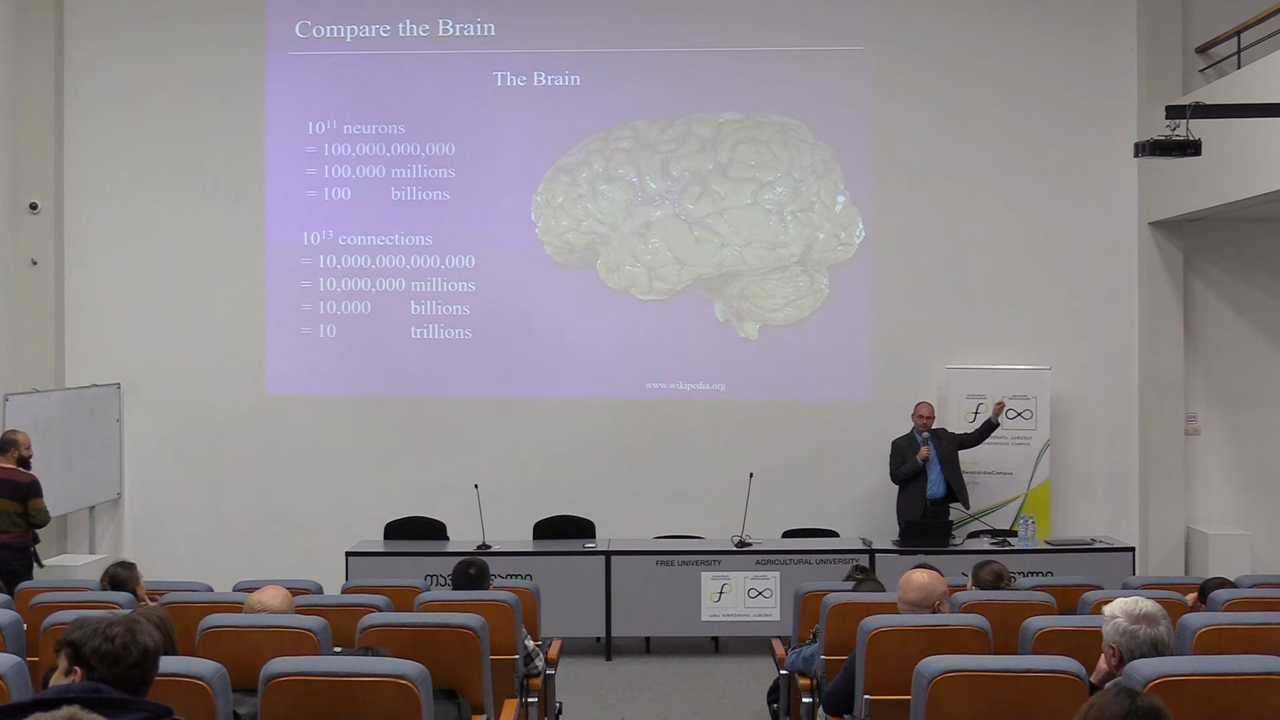 Compare the Brain
The Brain
10¹¹ neurons
= 100,000,000,000
= 100,000 millions
= 100 billions
10¹³ connections
= 10,000,000,000,000
= 10,000,000 millions
= 10,000 billions
= 10 trillions
www.wikipedia.org
FREE UNIVERSITY
AGRICULTURAL UNIVERSITY